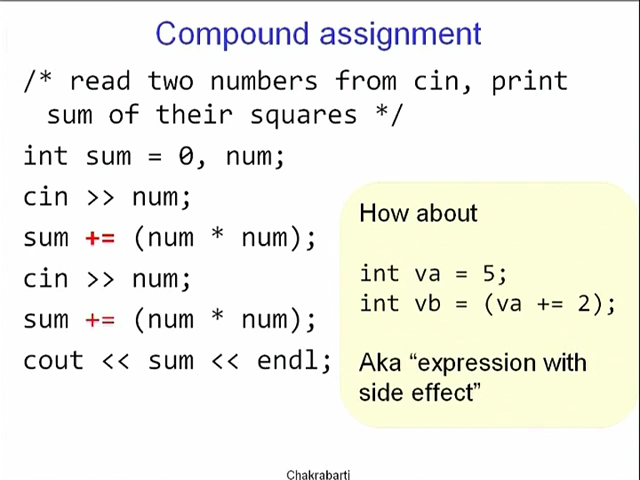 Compound assignment
/* read two numbers from cin, print
sum of their squares */
int sum = 0, num;
cin >> num;
sum += (num * num);
cin >> num;
sum += (num * num);
cout << sum << endl;
How about
int va = 5;
int vb = (va += 2);
Aka “expression with
side effect”
Chakrabarti